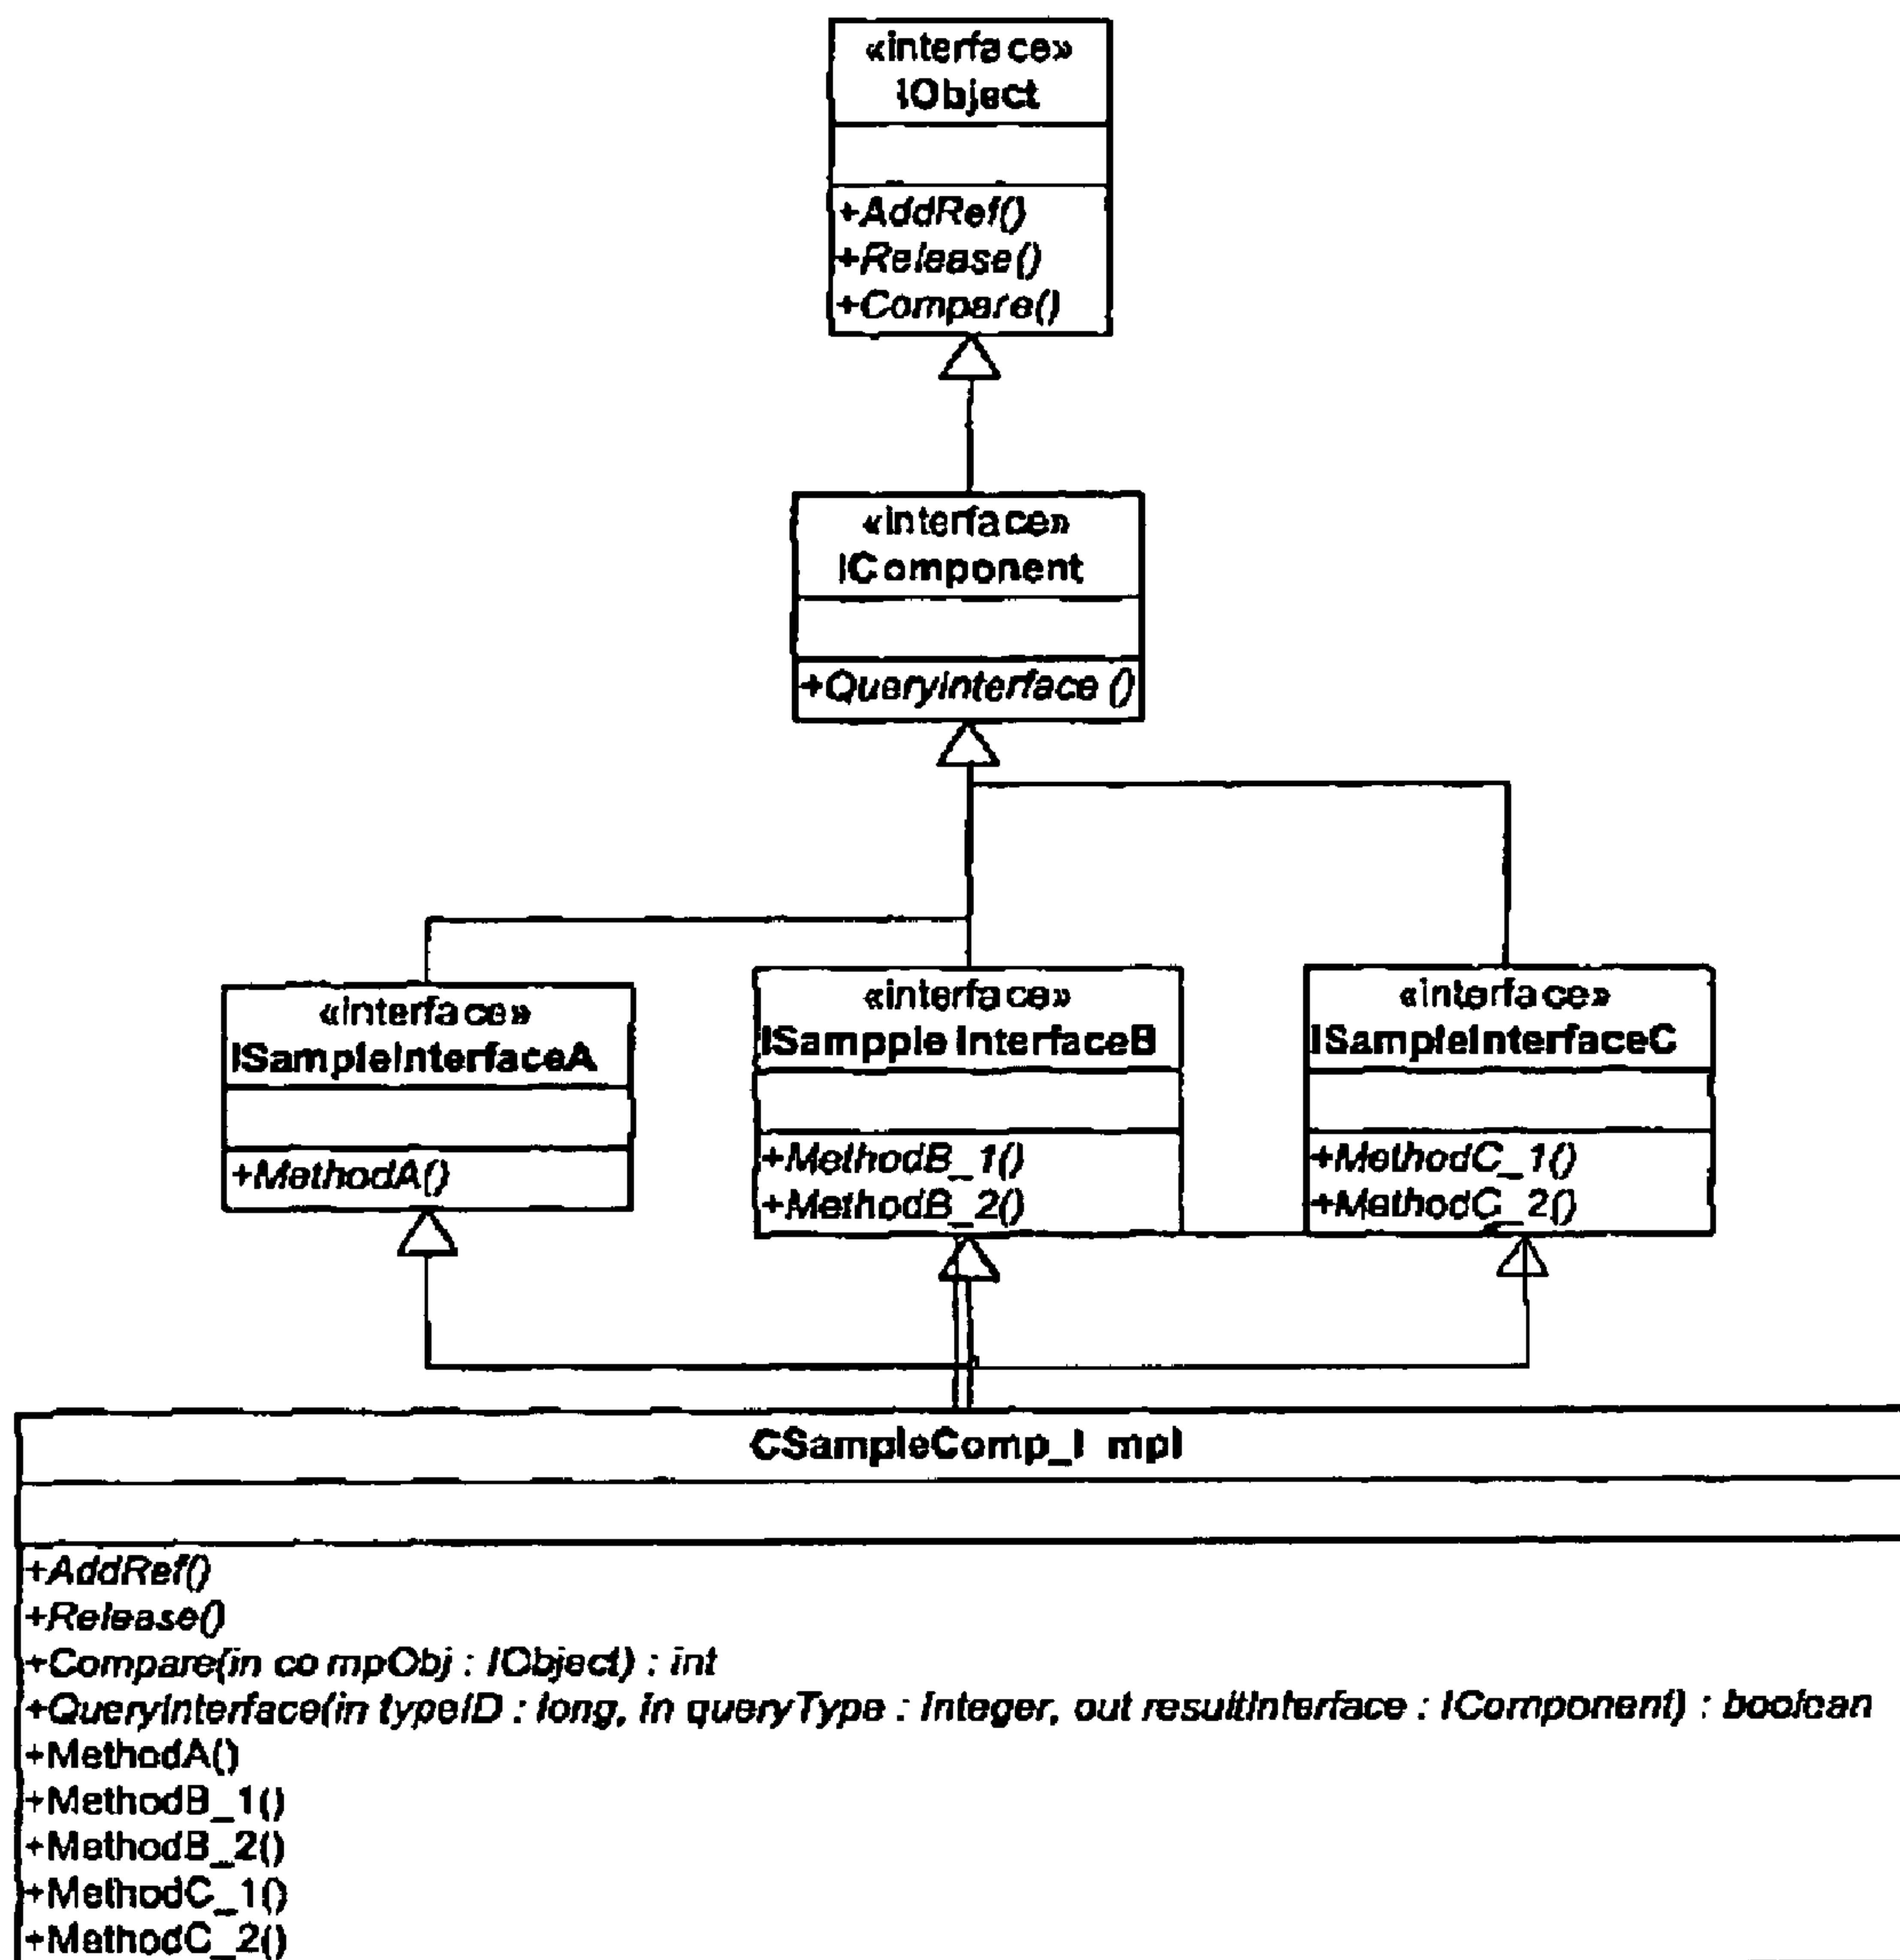 «interface»
IObject
+AddRef()
+Release()
+Compare()
«interface»
IComponent
+QueryInterface ()
«interface»
ISampleInterfaceA
+MethodA()
«interface»
ISampple InterfaceB
+MethodB_1()
+MethodB_2()
«interface»
ISampleInterfaceC
+MethodC_1()
+MethodC_2()
CSampleComp_I mpl
+AddRef()
+Release()
+Compare(in co mpObj : IObject) : int
+QueryInterface(in typeID : long, in queryType : Integer, out resultInterface : IComponent) : boolean
+MethodA()
+MethodB_1()
+MethodB_2()
+MethodC_1()
+MethodC_2()